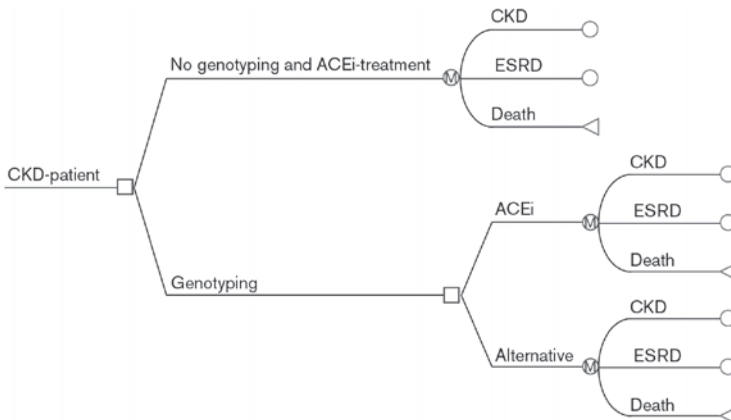 CKD
No genotyping and ACEi-treatment
M
ESRD
Death
CKD-patient
CKD
ACEi
M
ESRD
Death
Genotyping
CKD
Alternative
M
ESRD
Death